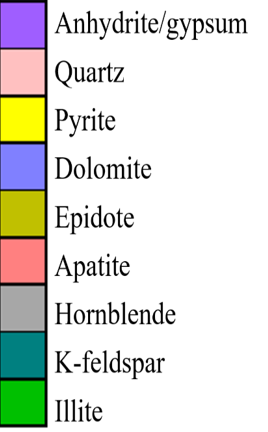 Anhydrite/gypsum
Quartz
Pyrite
Dolomite
Epidote
Apatite
Hornblende
K-feldspar
Illite